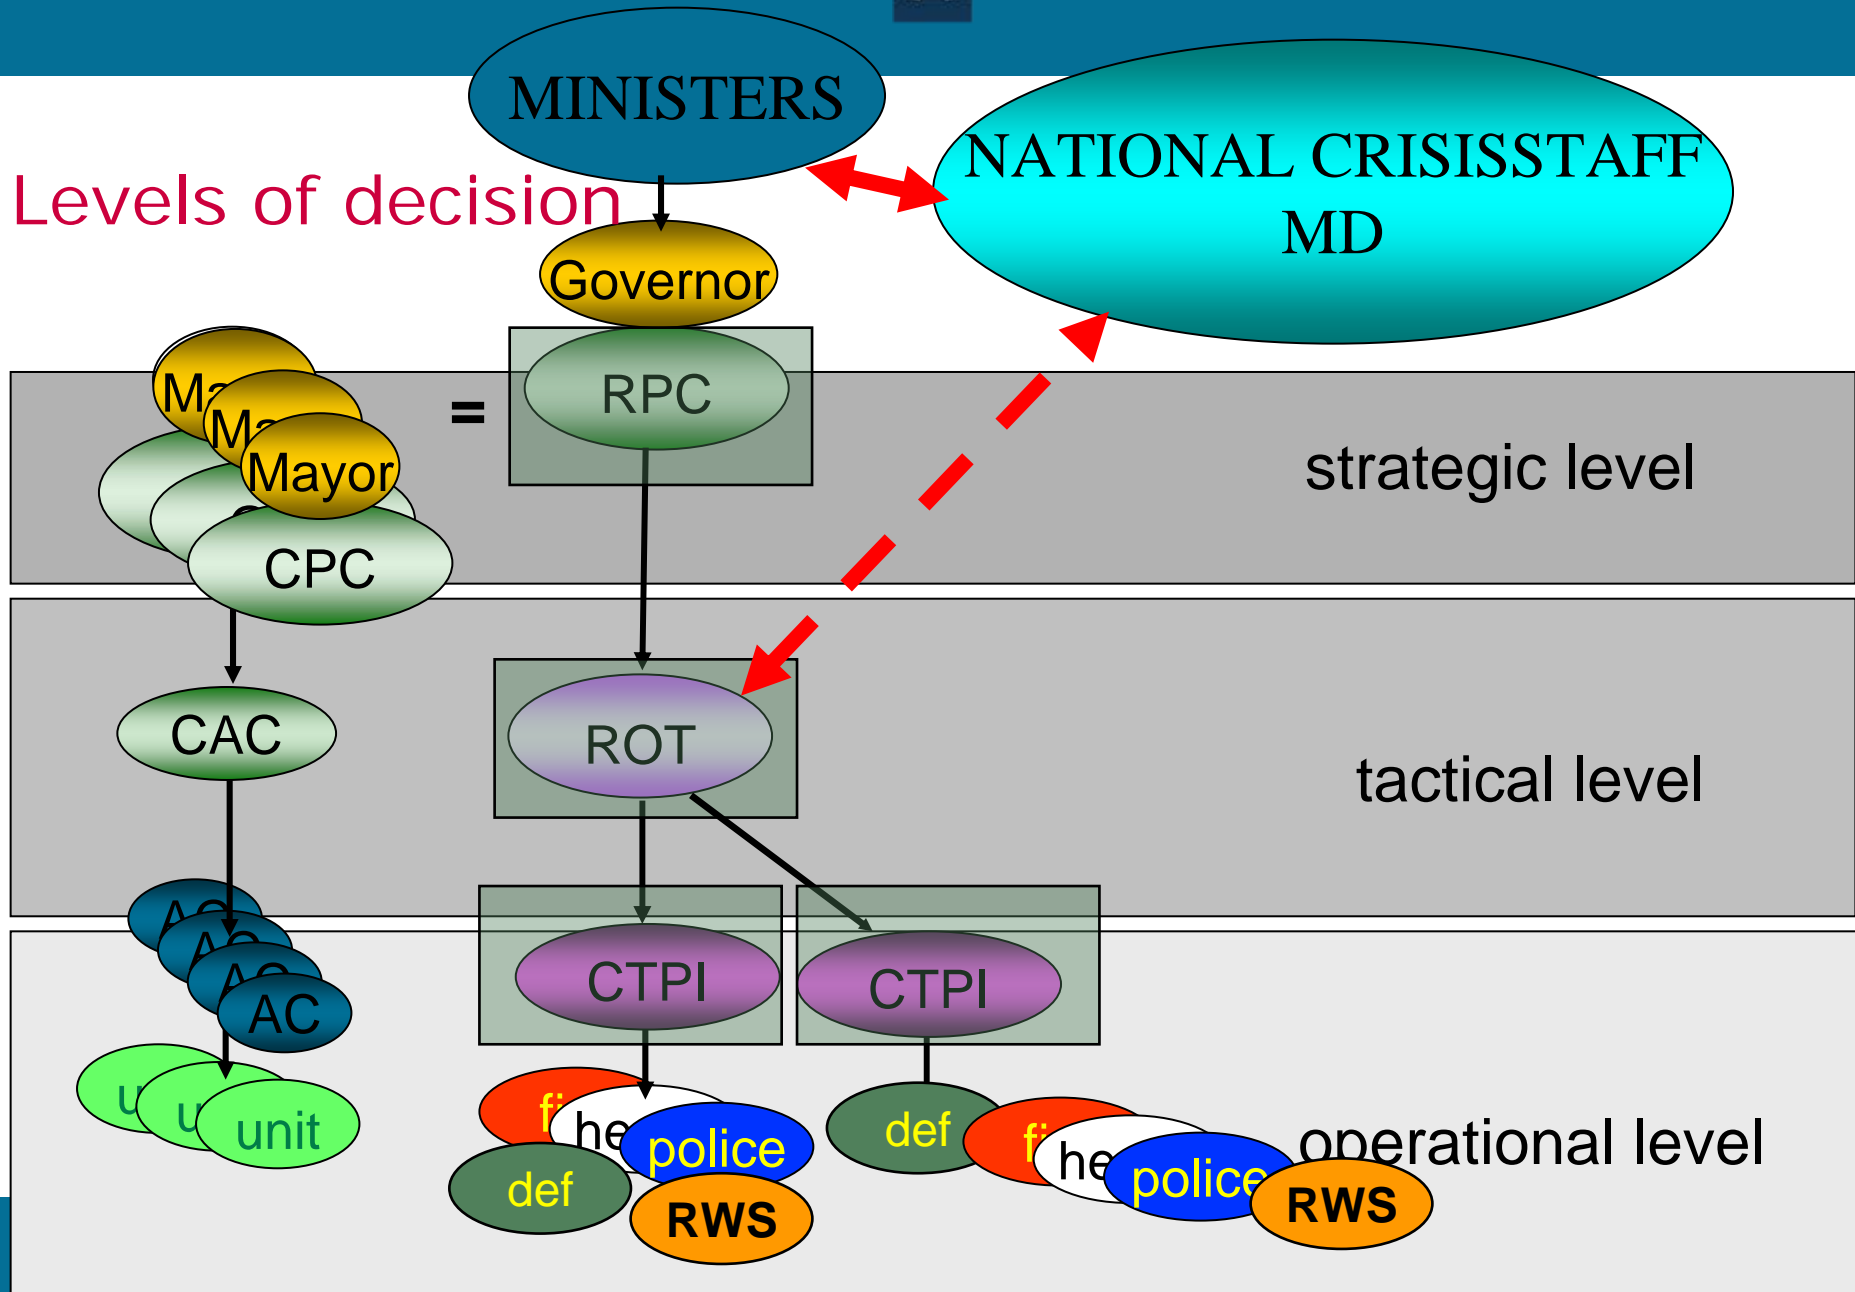 MINISTERS
NATIONAL CRISISSTAFF
MD
Levels of decision
Governor
RPC
=
Mayor
CPC
strategic level
CAC
ROT
tactical level
AC
AC
CTPI
CTPI
unit
police
def
RWS
def
police
RWS
operational level